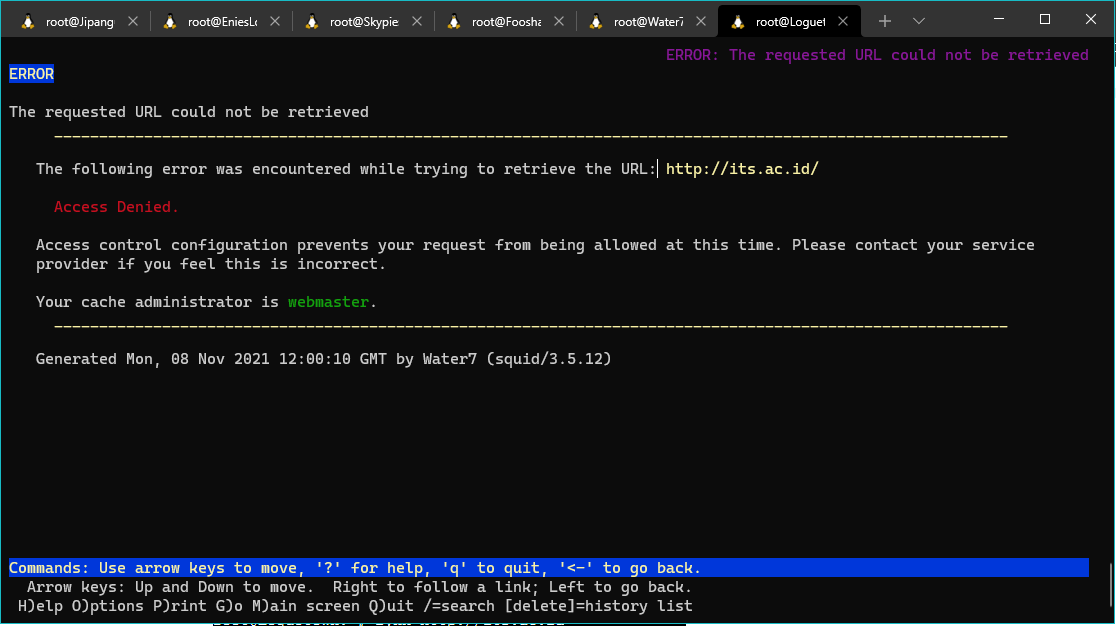 root@Jipang root@EniesLo root@Skypie root@Foosha root@Water7 root@Loguet
ERROR: The requested URL could not be retrieved
ERROR
The requested URL could not be retrieved
The following error was encountered while trying to retrieve the URL: http://its.ac.id/
Access Denied.
Access control configuration prevents your request from being allowed at this time. Please contact your service
provider if you feel this is incorrect.
Your cache administrator is webmaster.
Generated Mon, 08 Nov 2021 12:00:10 GMT by Water7 (squid/3.5.12)
Commands: Use arrow keys to move, '?' for help, 'q' to quit, '<-' to go back.
Arrow keys: Up and Down to move. Right to follow a link; Left to go back.
H)elp O)ptions P)rint G)o M)ain screen Q)uit /=search [delete]=history list